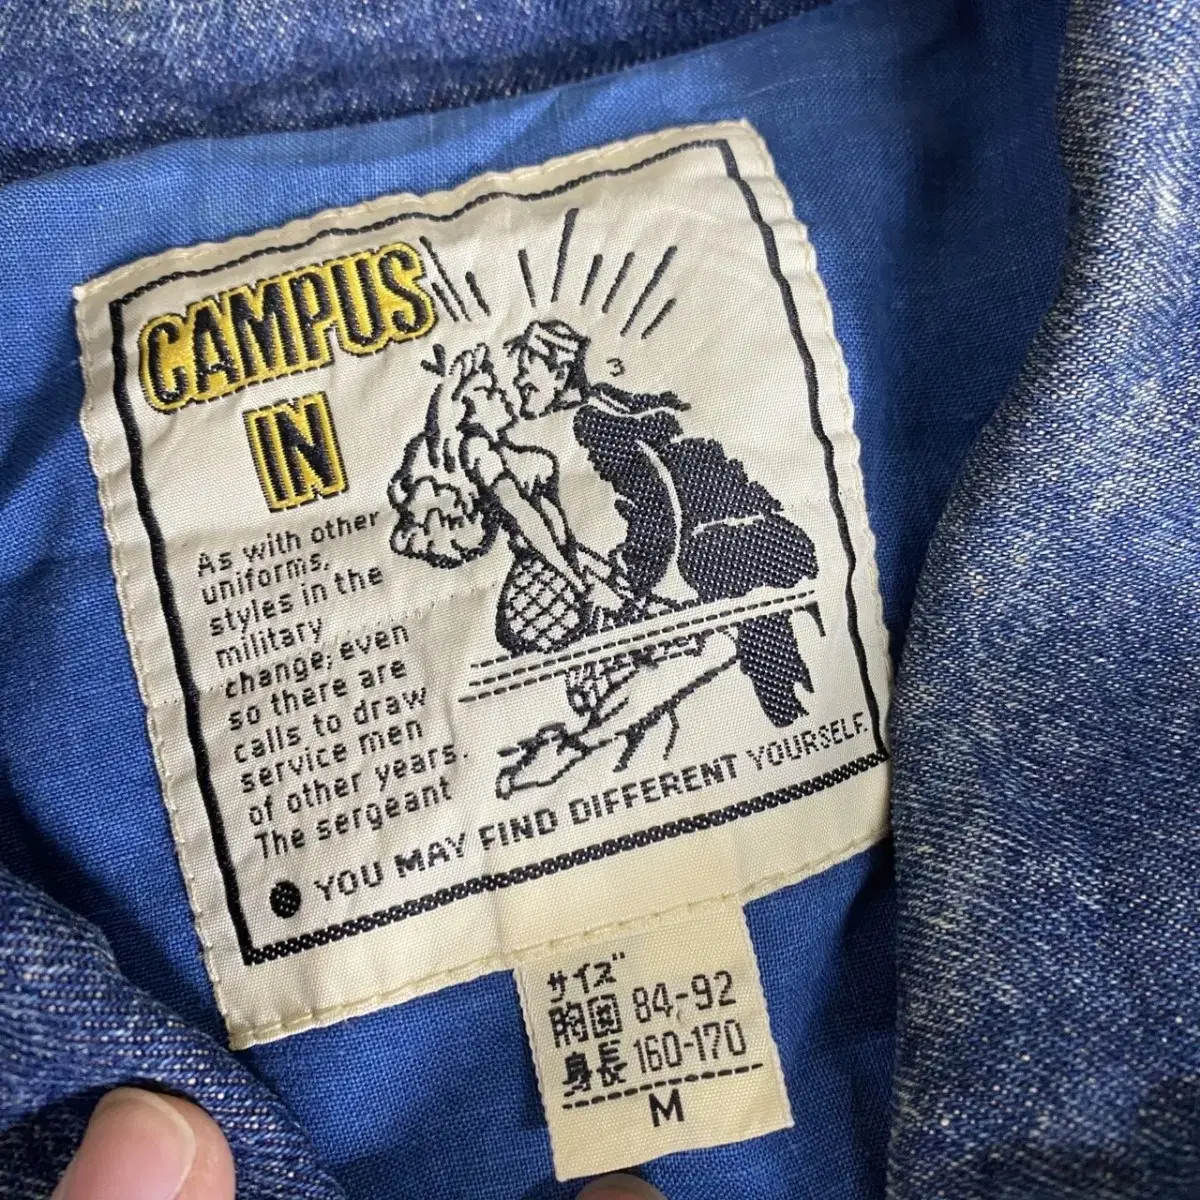 CAMPUS
IN
As with other
uniforms,
styles in the
military
change, even
so there are
calls to draw
service men
of other years.
The sergeant
● YOU MAY FIND DIFFERENT YOURSELF.
サイズ
胸囲 84-92
身長 160-170
M